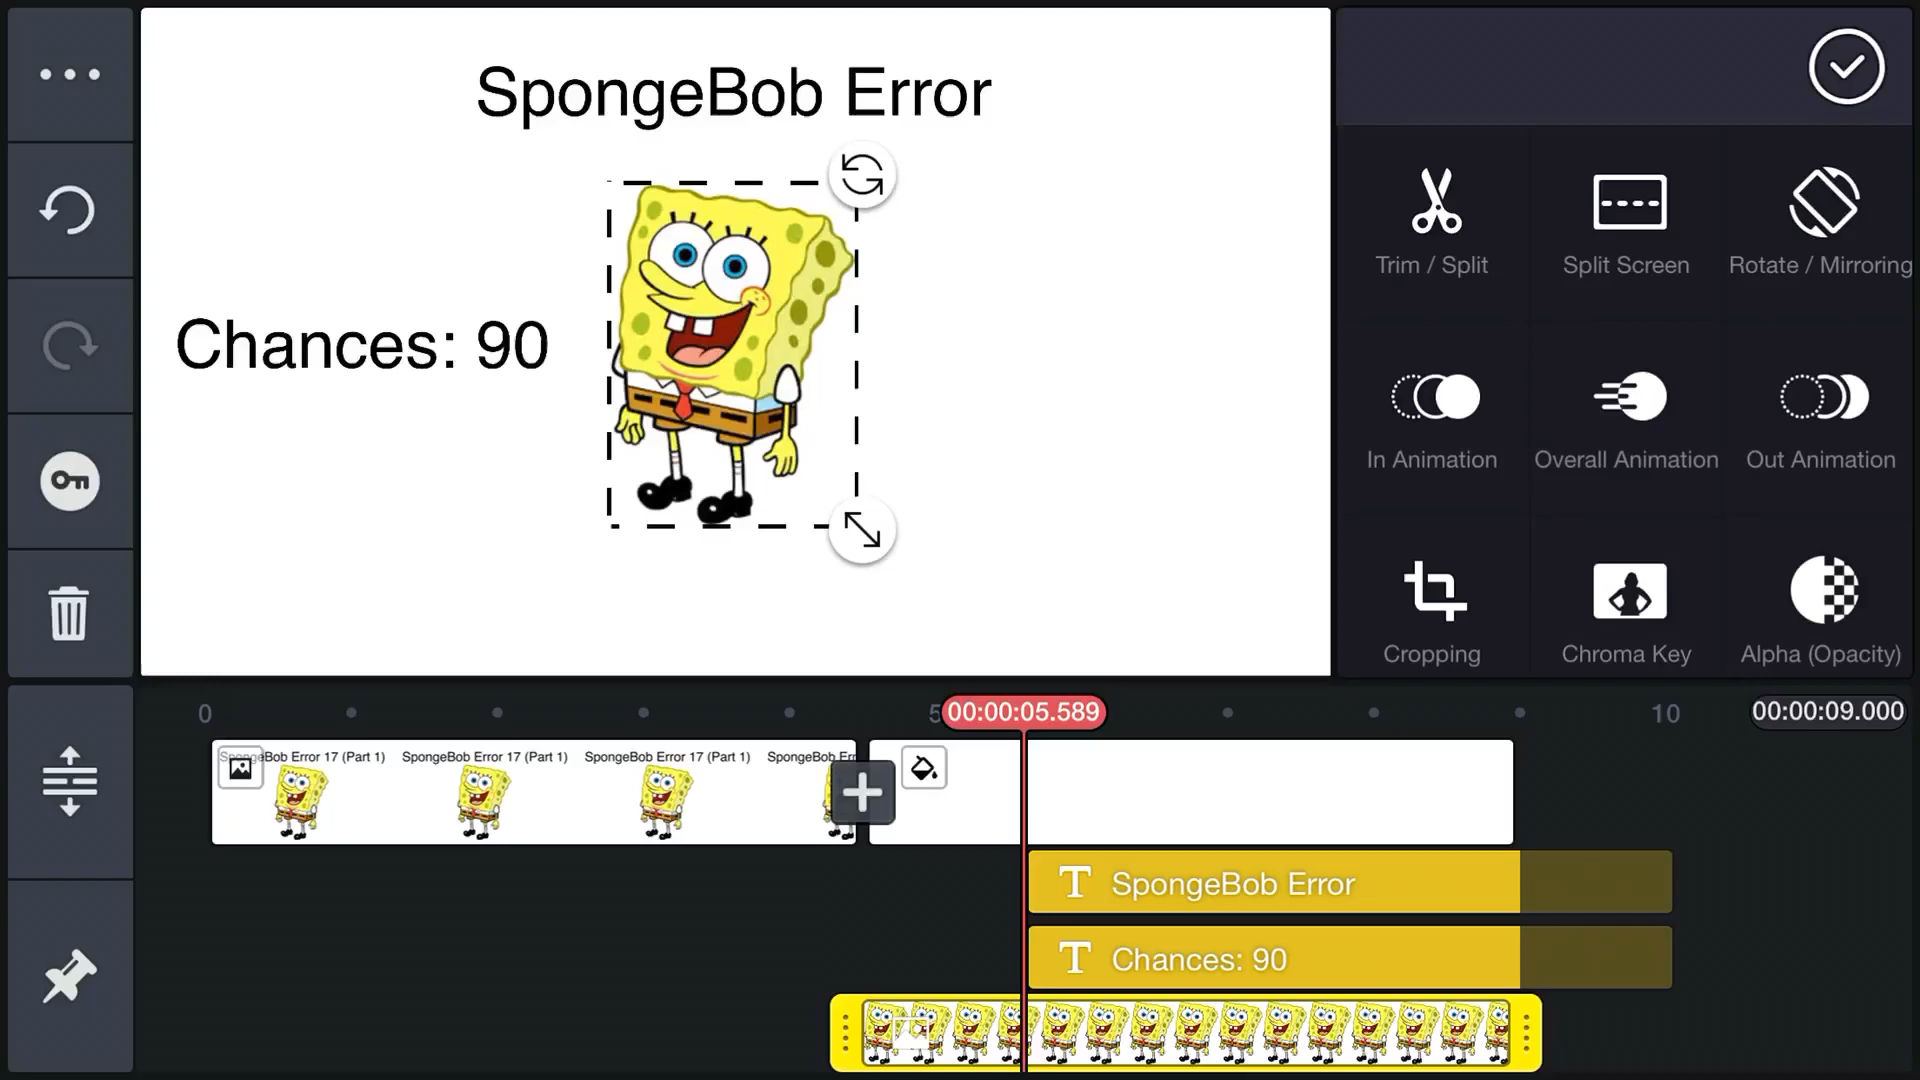 SpongeBob Error
Chances: 90
Trim / Split
Split Screen
Rotate / Mirroring
In Animation
Overall Animation
Out Animation
Cropping
Chroma Key
Alpha (Opacity)
0
5
00:00:05.589
10
00:00:09.000
SpongeBob Error 17 (Part 1)
SpongeBob Error 17 (Part 1)
SpongeBob Error 17 (Part 1)
SpongeBob Er
T SpongeBob Error
T Chances: 90